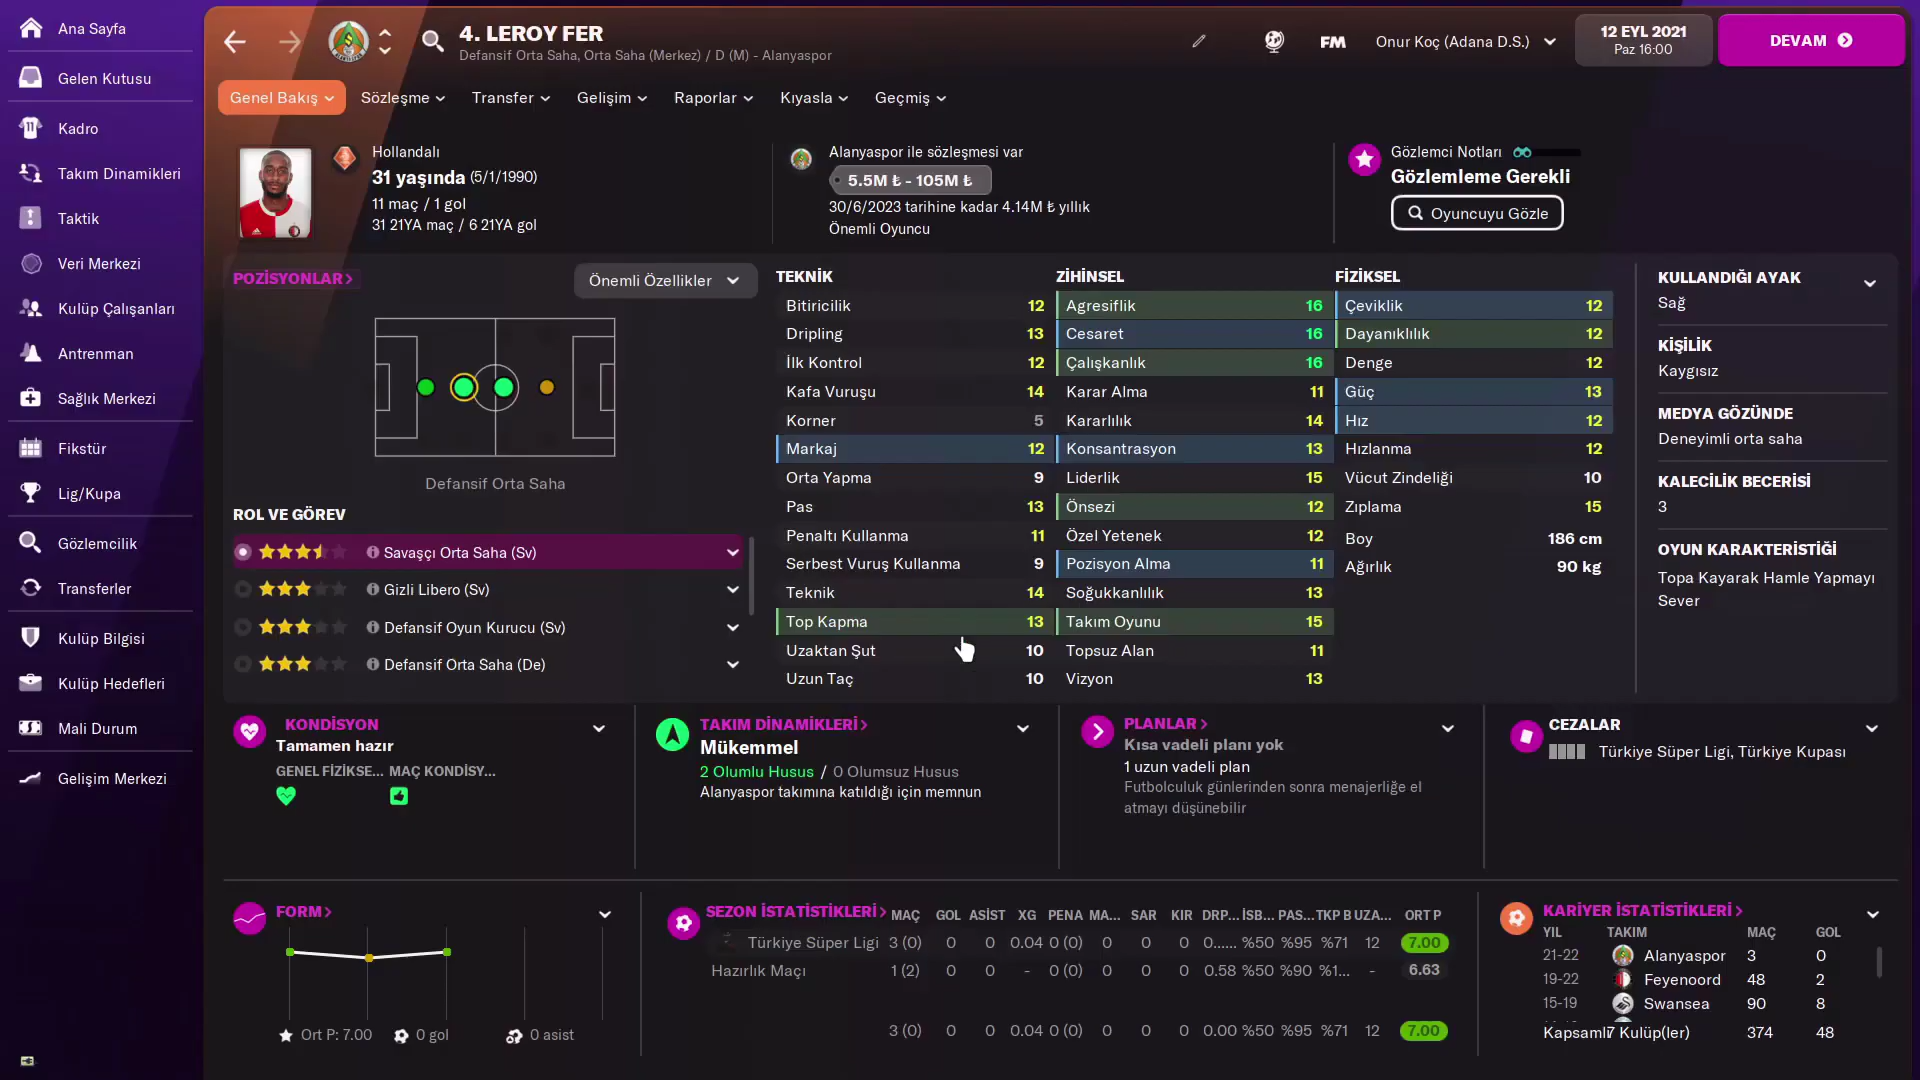 Ana Sayfa
Gelen Kutusu
Kadro
Takım Dinamikleri
Taktik
Veri Merkezi
Kulüp Çalışanları
Antrenman
Sağlık Merkezi
Fikstür
Lig/Kupa
Gözlemcilik
Transferler
Kulüp Bilgisi
Kulüp Hedefleri
Mali Durum
Gelişim Merkezi
4. LEROY FER
Defansif Orta Saha, Orta Saha (Merkez) / D (M) - Alanyaspor
FM
Onur Koç (Adana D.S.)
12 EYL 2021
Paz 16:00
DEVAM
Genel Bakış
Sözleşme
Transfer
Gelişim
Raporlar
Kıyasla
Geçmiş
Hollandalı
31 yaşında (5/1/1990)
11 maç / 1 gol
31 21YA maç / 6 21YA gol
Alanyaspor ile sözleşmesi var
5.5M ₺ - 105M ₺
30/6/2023 tarihine kadar 4.14M ₺ yıllık
Önemli Oyuncu
Gözlemci Notları
Gözlemleme Gerekli
Oyuncuyu Gözle
POZİSYONLAR >
Önemli Özellikler
Defansif Orta Saha
ROL VE GÖREV
Savaşçı Orta Saha (Sv)
Gizli Libero (Sv)
Defansif Oyun Kurucu (Sv)
Defansif Orta Saha (De)
TEKNİK
Bitiricilik 12
Dripling 13
İlk Kontrol 12
Kafa Vuruşu 14
Korner 5
Markaj 12
Orta Yapma 9
Pas 13
Penaltı Kullanma 11
Serbest Vuruş Kullanma 9
Teknik 14
Top Kapma 13
Uzaktan Şut 10
Uzun Taç 10
ZİHİNSEL
Agresiflik 16
Cesaret 16
Çalışkanlık 16
Karar Alma 11
Kararlılık 14
Konsantrasyon 13
Liderlik 15
Önsezi 12
Özel Yetenek 12
Pozisyon Alma 11
Soğukkanlılık 13
Takım Oyunu 15
Topsuz Alan 11
Vizyon 13
FİZİKSEL
Çeviklik 12
Dayanıklılık 12
Denge 12
Güç 13
Hız 12
Hızlanma 12
Vücut Zindeliği 10
Zıplama 15
Boy 186 cm
Ağırlık 90 kg
KULLANDIĞI AYAK
Sağ
KİŞİLİK
Kaygısız
MEDYA GÖZÜNDE
Deneyimli orta saha
KALECİLİK BECERİSİ
3
OYUN KARAKTERİSTİĞİ
Topa Kayarak Hamle Yapmayı
Sever
KONDİSYON
Tamamen hazır
GENEL FİZİKSE... MAÇ KONDİSY...
TAKIM DİNAMİKLERİ >
Mükemmel
2 Olumlu Husus / 0 Olumsuz Husus
Alanyaspor takımına katıldığı için memnun
PLANLAR >
Kısa vadeli planı yok
1 uzun vadeli plan
Futbolculuk günlerinden sonra menajerliğe el
atmayı düşünebilir
CEZALAR
Türkiye Süper Ligi, Türkiye Kupası
FORM >
Ort P: 7.00 0 gol 0 asist
SEZON İSTATİSTİKLERİ > MAÇ GOL ASİST XG PENA MA... SAR KIR DRP... İSB... PAS... TKP B UZA... ORT P
Türkiye Süper Ligi 3 (0) 0 0 0.04 0 (0) 0 0 0 0...... %50 %95 %71 12 7.00
Hazırlık Maçı 1 (2) 0 0 - 0 (0) 0 0 0 0.58 %50 %90 %1... - 6.63
3 (0) 0 0 0.04 0 (0) 0 0 0 0.00 %50 %95 %71 12 7.00
KARİYER İSTATİSTİKLERİ >
YIL TAKIM MAÇ GOL
21-22 Alanyaspor 3 0
19-22 Feyenoord 48 2
15-19 Swansea 90 8
Kapsamlı 7 Kulüp(ler) 374 48